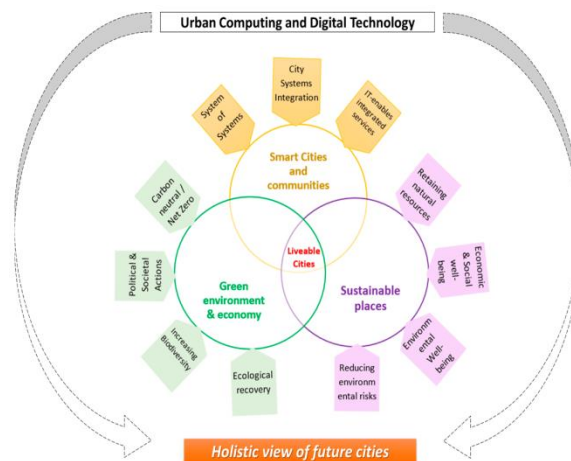 Urban Computing and Digital Technology
City
Systems
Integration
System
of
Systems
IT-enables
integrated
services
Smart Cities
and
communities
Carbon
neutral /
Net Zero
Retaining
natural
resources
Political &
Societal
Actions
Economic
& Social
well-
being
Liveable
Cities
Green
environment
& economy
Sustainable
places
Increasing
Biodiversity
Environm
ental
Well-
being
Ecological
recovery
Reducing
environm
ental risks
Holistic view of future cities